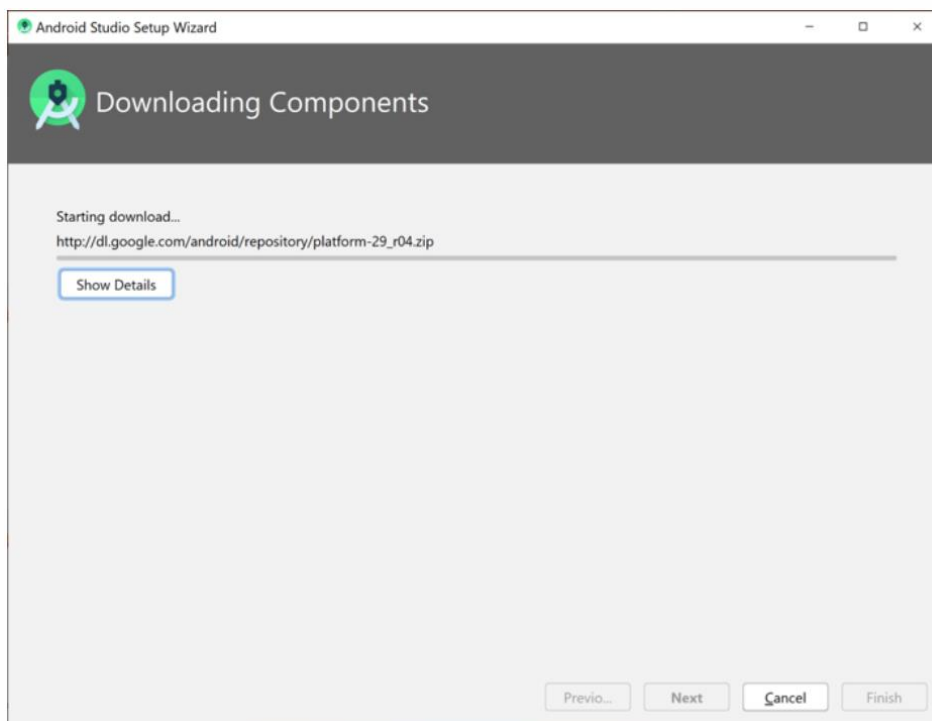 Android Studio Setup Wizard
Downloading Components
Starting download...
http://dl.google.com/android/repository/platform-29_r04.zip
Show Details
Previo... Next Cancel Finish